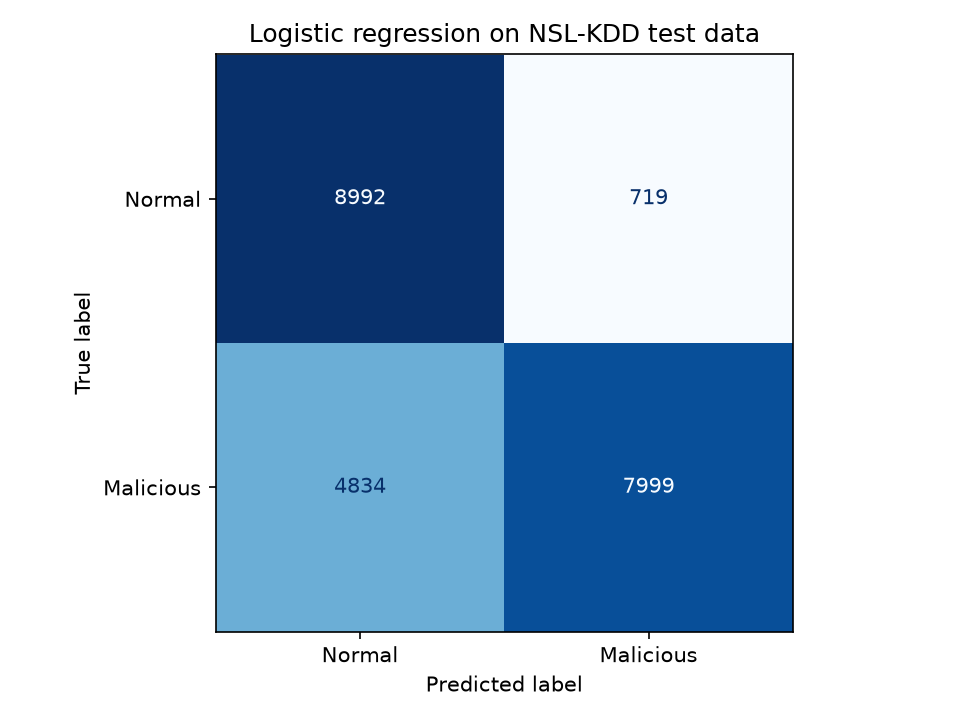 Logistic regression on NSL-KDD test data
Normal
8992
719
True label
Malicious
4834
7999
Normal
Malicious
Predicted label